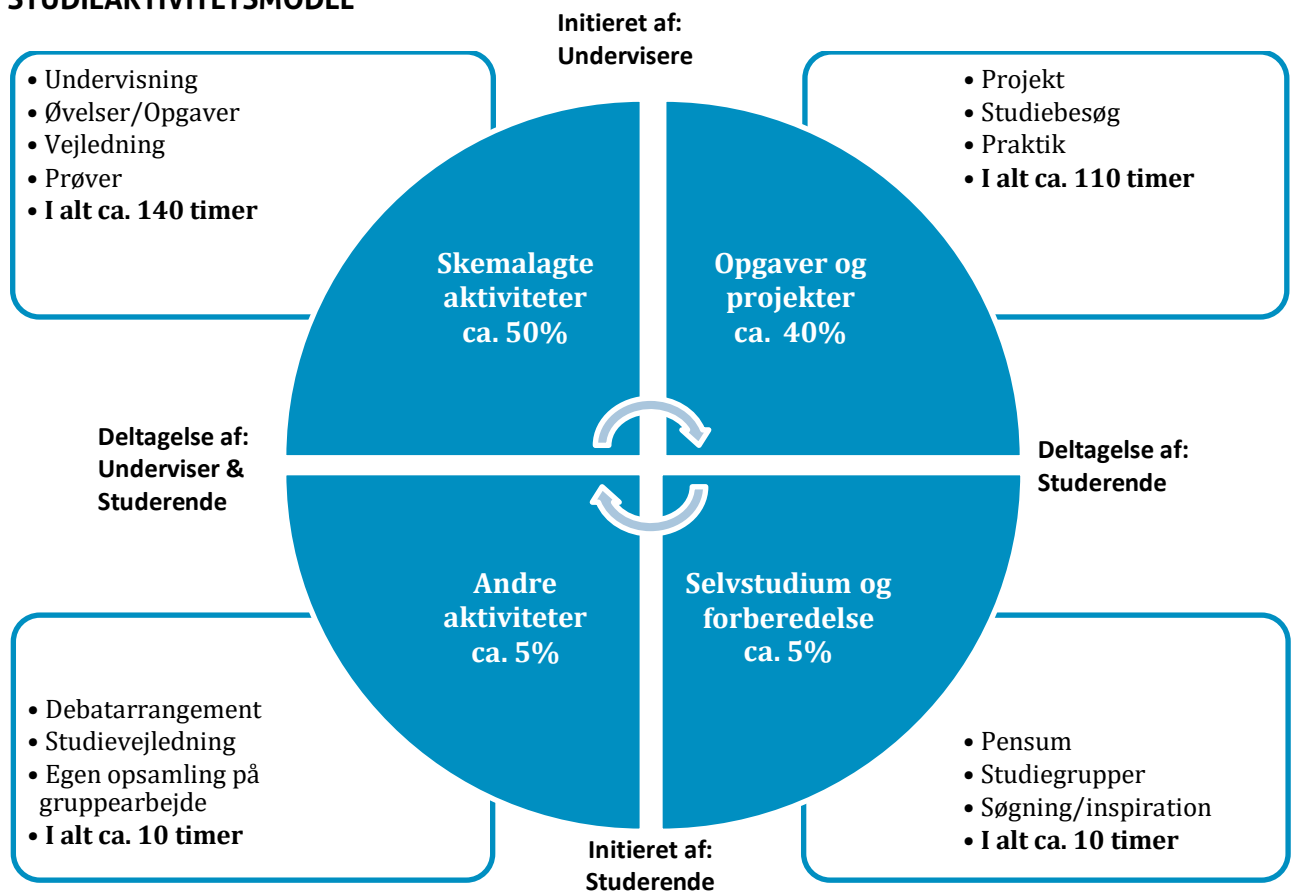 STUDIEAKTIVITETSMODEL
Initieret af:
Undervisere
• Undervisning
• Øvelser/Opgaver
• Vejledning
• Prøver
• I alt ca. 140 timer
• Projekt
• Studiebesøg
• Praktik
• I alt ca. 110 timer
Skemalagte
aktiviteter
ca. 50%
Opgaver og
projekter
ca. 40%
Deltagelse af:
Underviser &
Studerende
Deltagelse af:
Studerende
Andre
aktiviteter
ca. 5%
Selvstudium og
forberedelse
ca. 5%
• Debatarrangement
• Studievejledning
• Egen opsamling på
gruppearbejde
• I alt ca. 10 timer
• Pensum
• Studiegrupper
• Søgning/inspiration
• I alt ca. 10 timer
Initieret af:
Studerende